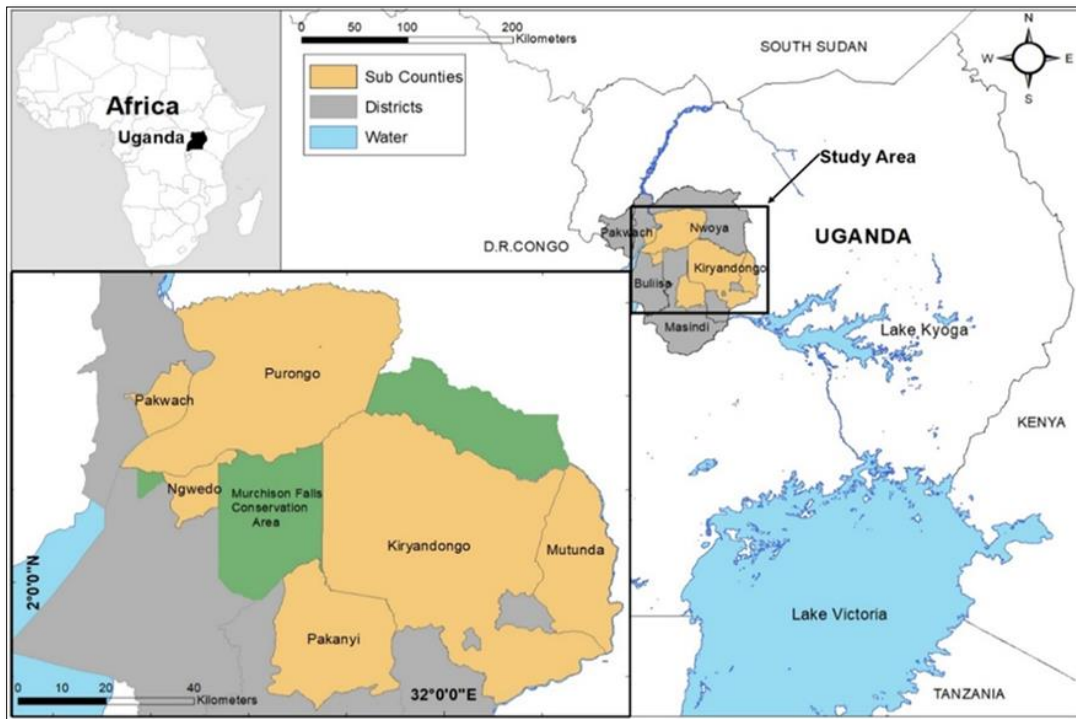 Africa
Uganda
0 100 200
Kilometers
Sub Counties
Districts
Water
SOUTH SUDAN
N
W E
S
Study Area
Pakwach
Nwoya
D.R.CONGO
UGANDA
Kiryandongo
Buliisa
Masindi
Lake Kyoga
KENYA
Lake Victoria
TANZANIA
Purongo
Pakwach
Ngwedo
Murchison Falls
Conservation
Area
Kiryandongo
Mutunda
Pakanyi
2°0'0"N
0 10 20 40
Kilometers
32°0'0"E